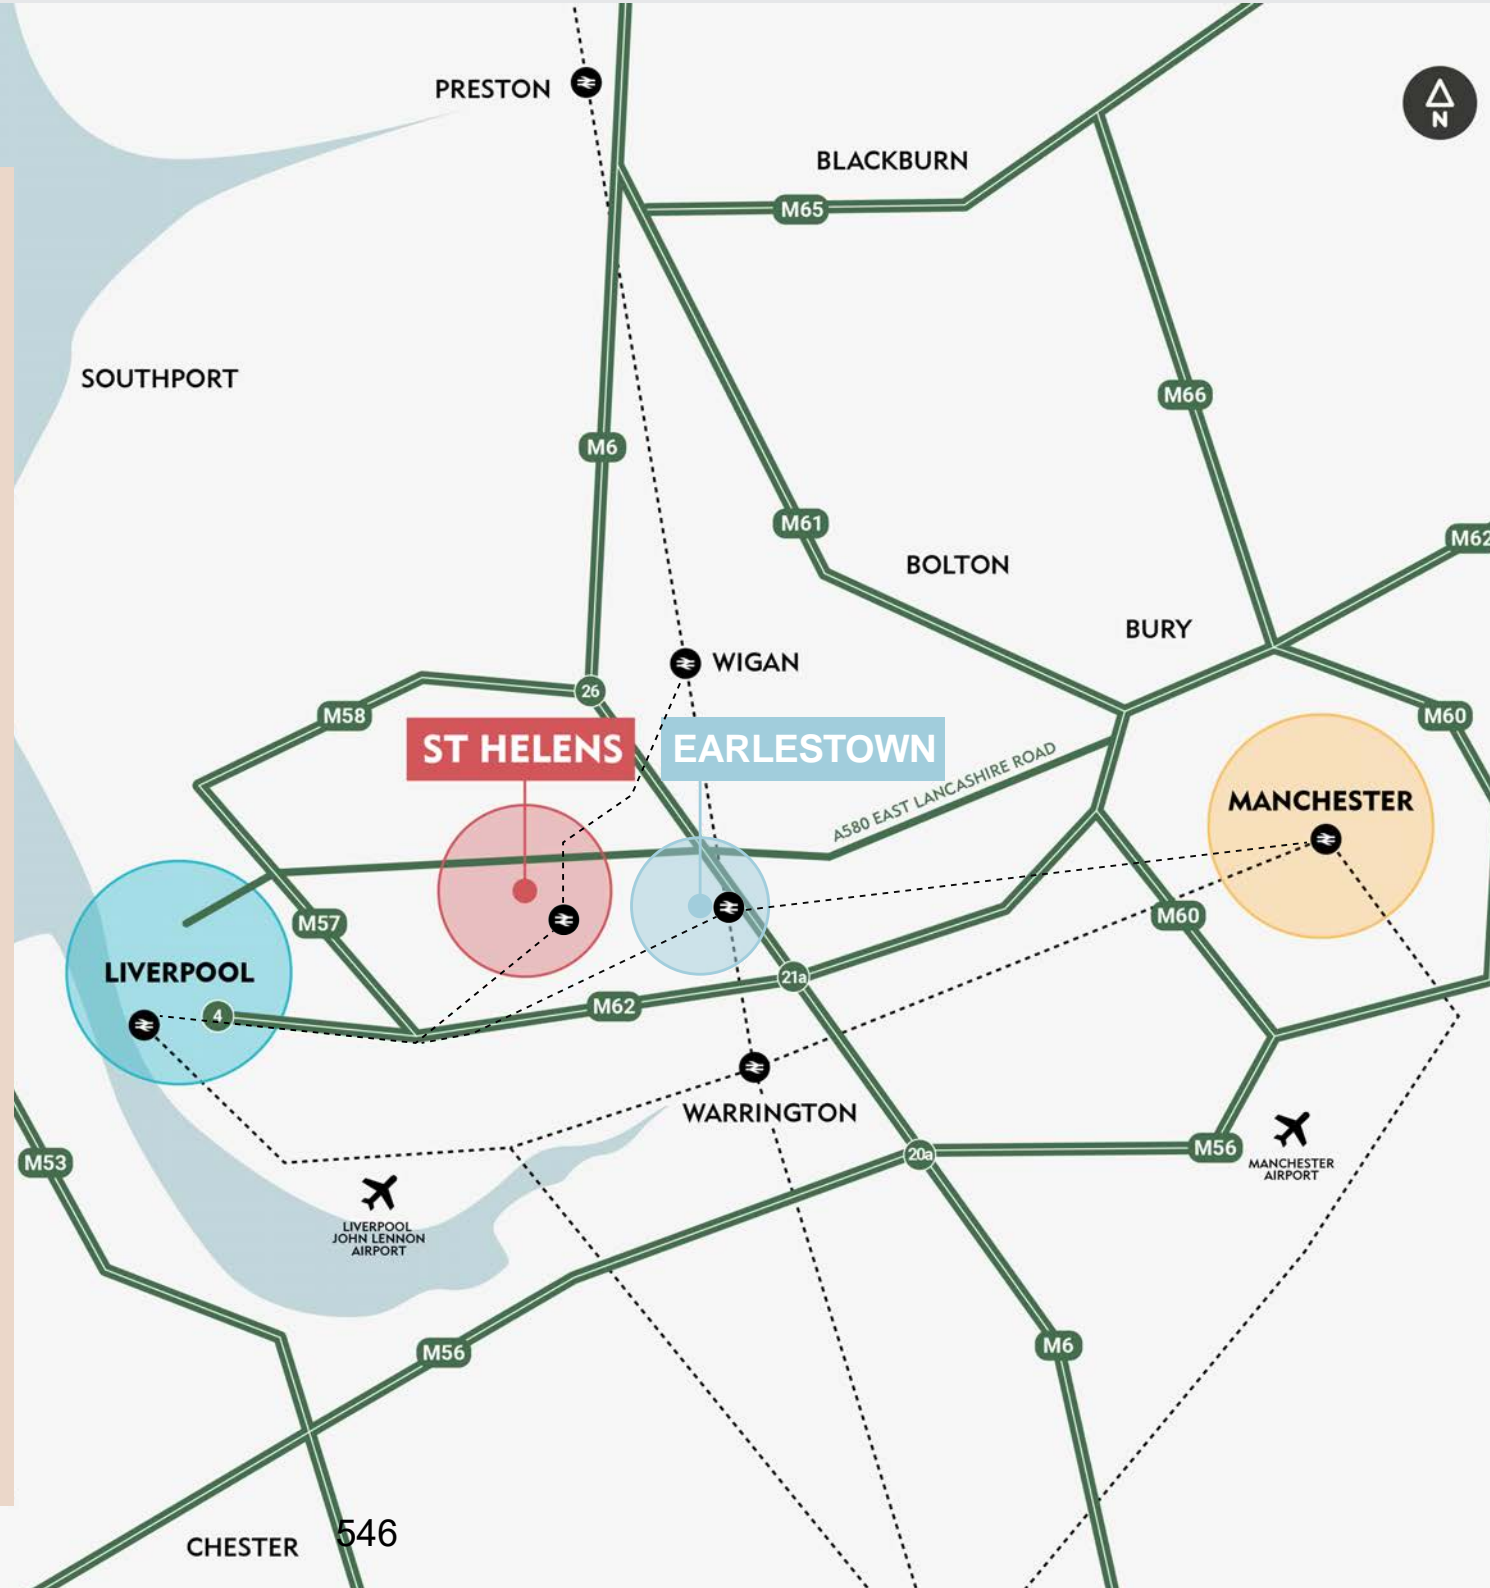 PRESTON
N
BLACKBURN
M65
SOUTHPORT
M66
M6
M61
M62
BOLTON
BURY
WIGAN
26
M58
M60
ST HELENS
EARLESTOWN
A580 EAST LANCASHIRE ROAD
MANCHESTER
M57
M60
LIVERPOOL
21a
4
M62
WARRINGTON
20a
M56
M53
MANCHESTER
AIRPORT
LIVERPOOL
JOHN LENNON
AIRPORT
M6
M56
546
CHESTER